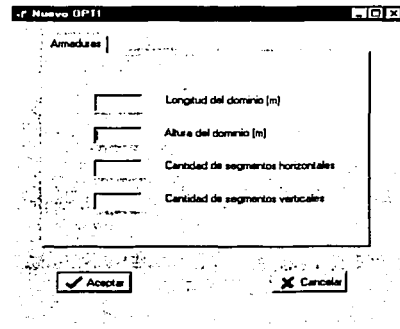 Nuevo OPTI
Armaduras
Longitud del dominio (m)
Altura del dominio (m)
Cantidad de segmentos horizontales
Cantidad de segmentos verticales
Aceptar
Cancelar